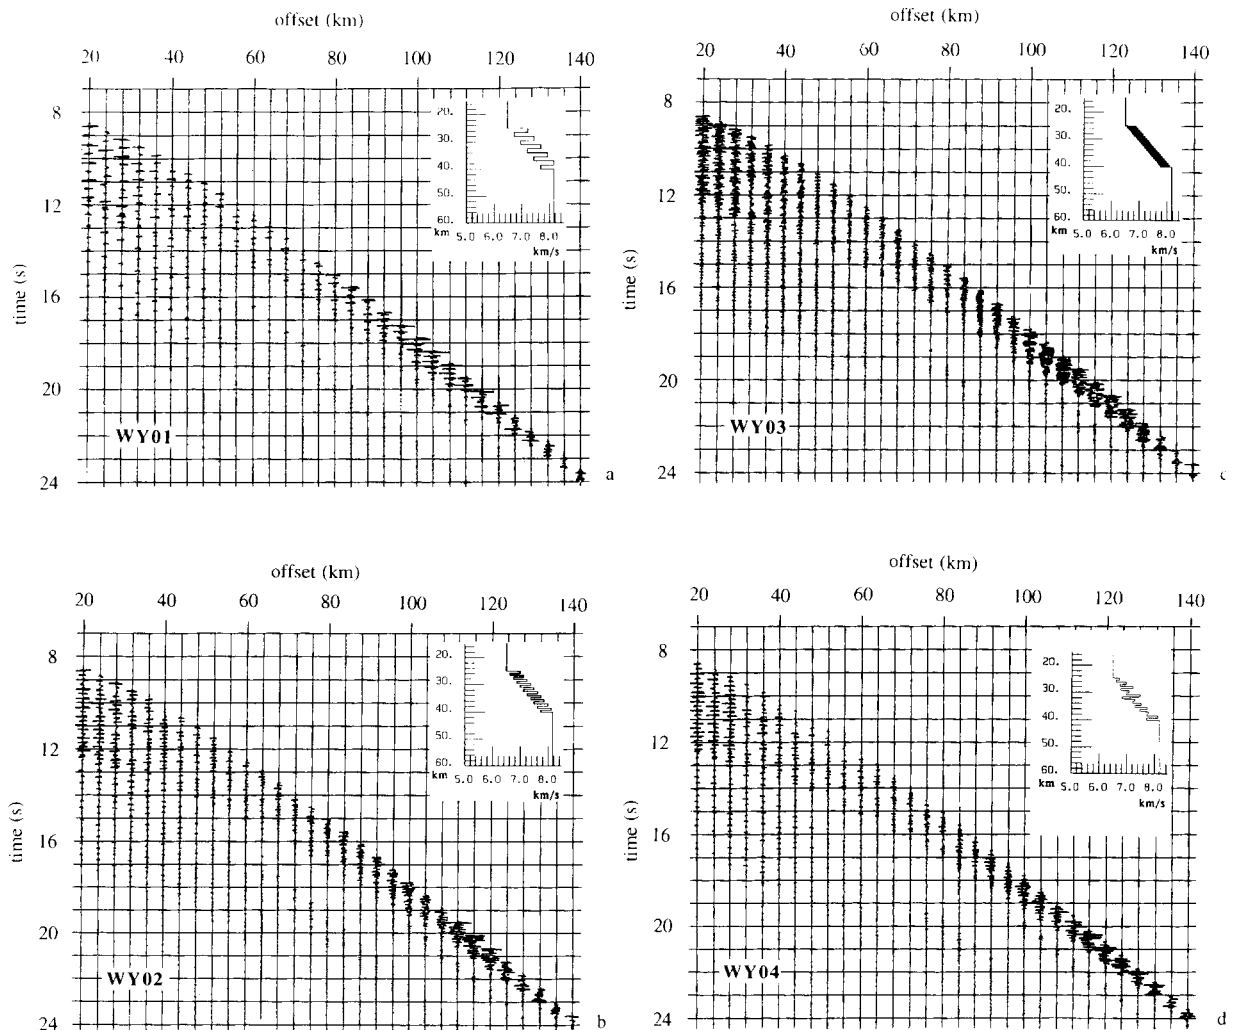 offset (km)
20 40 60 80 100 120 140
8
12
16
20
24
time (s)
20.
30.
40.
50.
60.
km
5.0 6.0 7.0 8.0
km/s
WY01
a
offset (km)
20 40 60 80 100 120 140
8
12
16
20
24
time (s)
20.
30.
40.
50.
60.
km
5.0 6.0 7.0 8.0
km/s
WY03
c
offset (km)
20 40 60 80 100 120 140
8
12
16
20
24
time (s)
20.
30.
40.
50.
60.
km
5.0 6.0 7.0 8.0
km/s
WY02
b
offset (km)
20 40 60 80 100 120 140
8
12
16
20
24
time (s)
20.
30.
40.
50.
60.
km
5.0 6.0 7.0 8.0
km/s
WY04
d